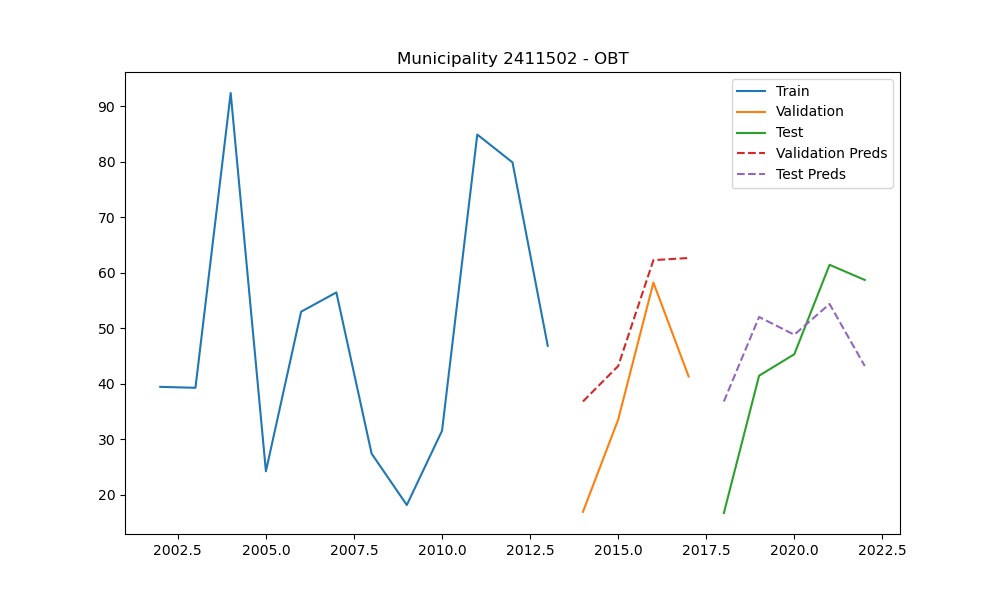 Municipality 2411502 - OBT
Train
Validation
Test
Validation Preds
Test Preds
90
80
70
60
50
40
30
20
2002.5 2005.0 2007.5 2010.0 2012.5 2015.0 2017.5 2020.0 2022.5